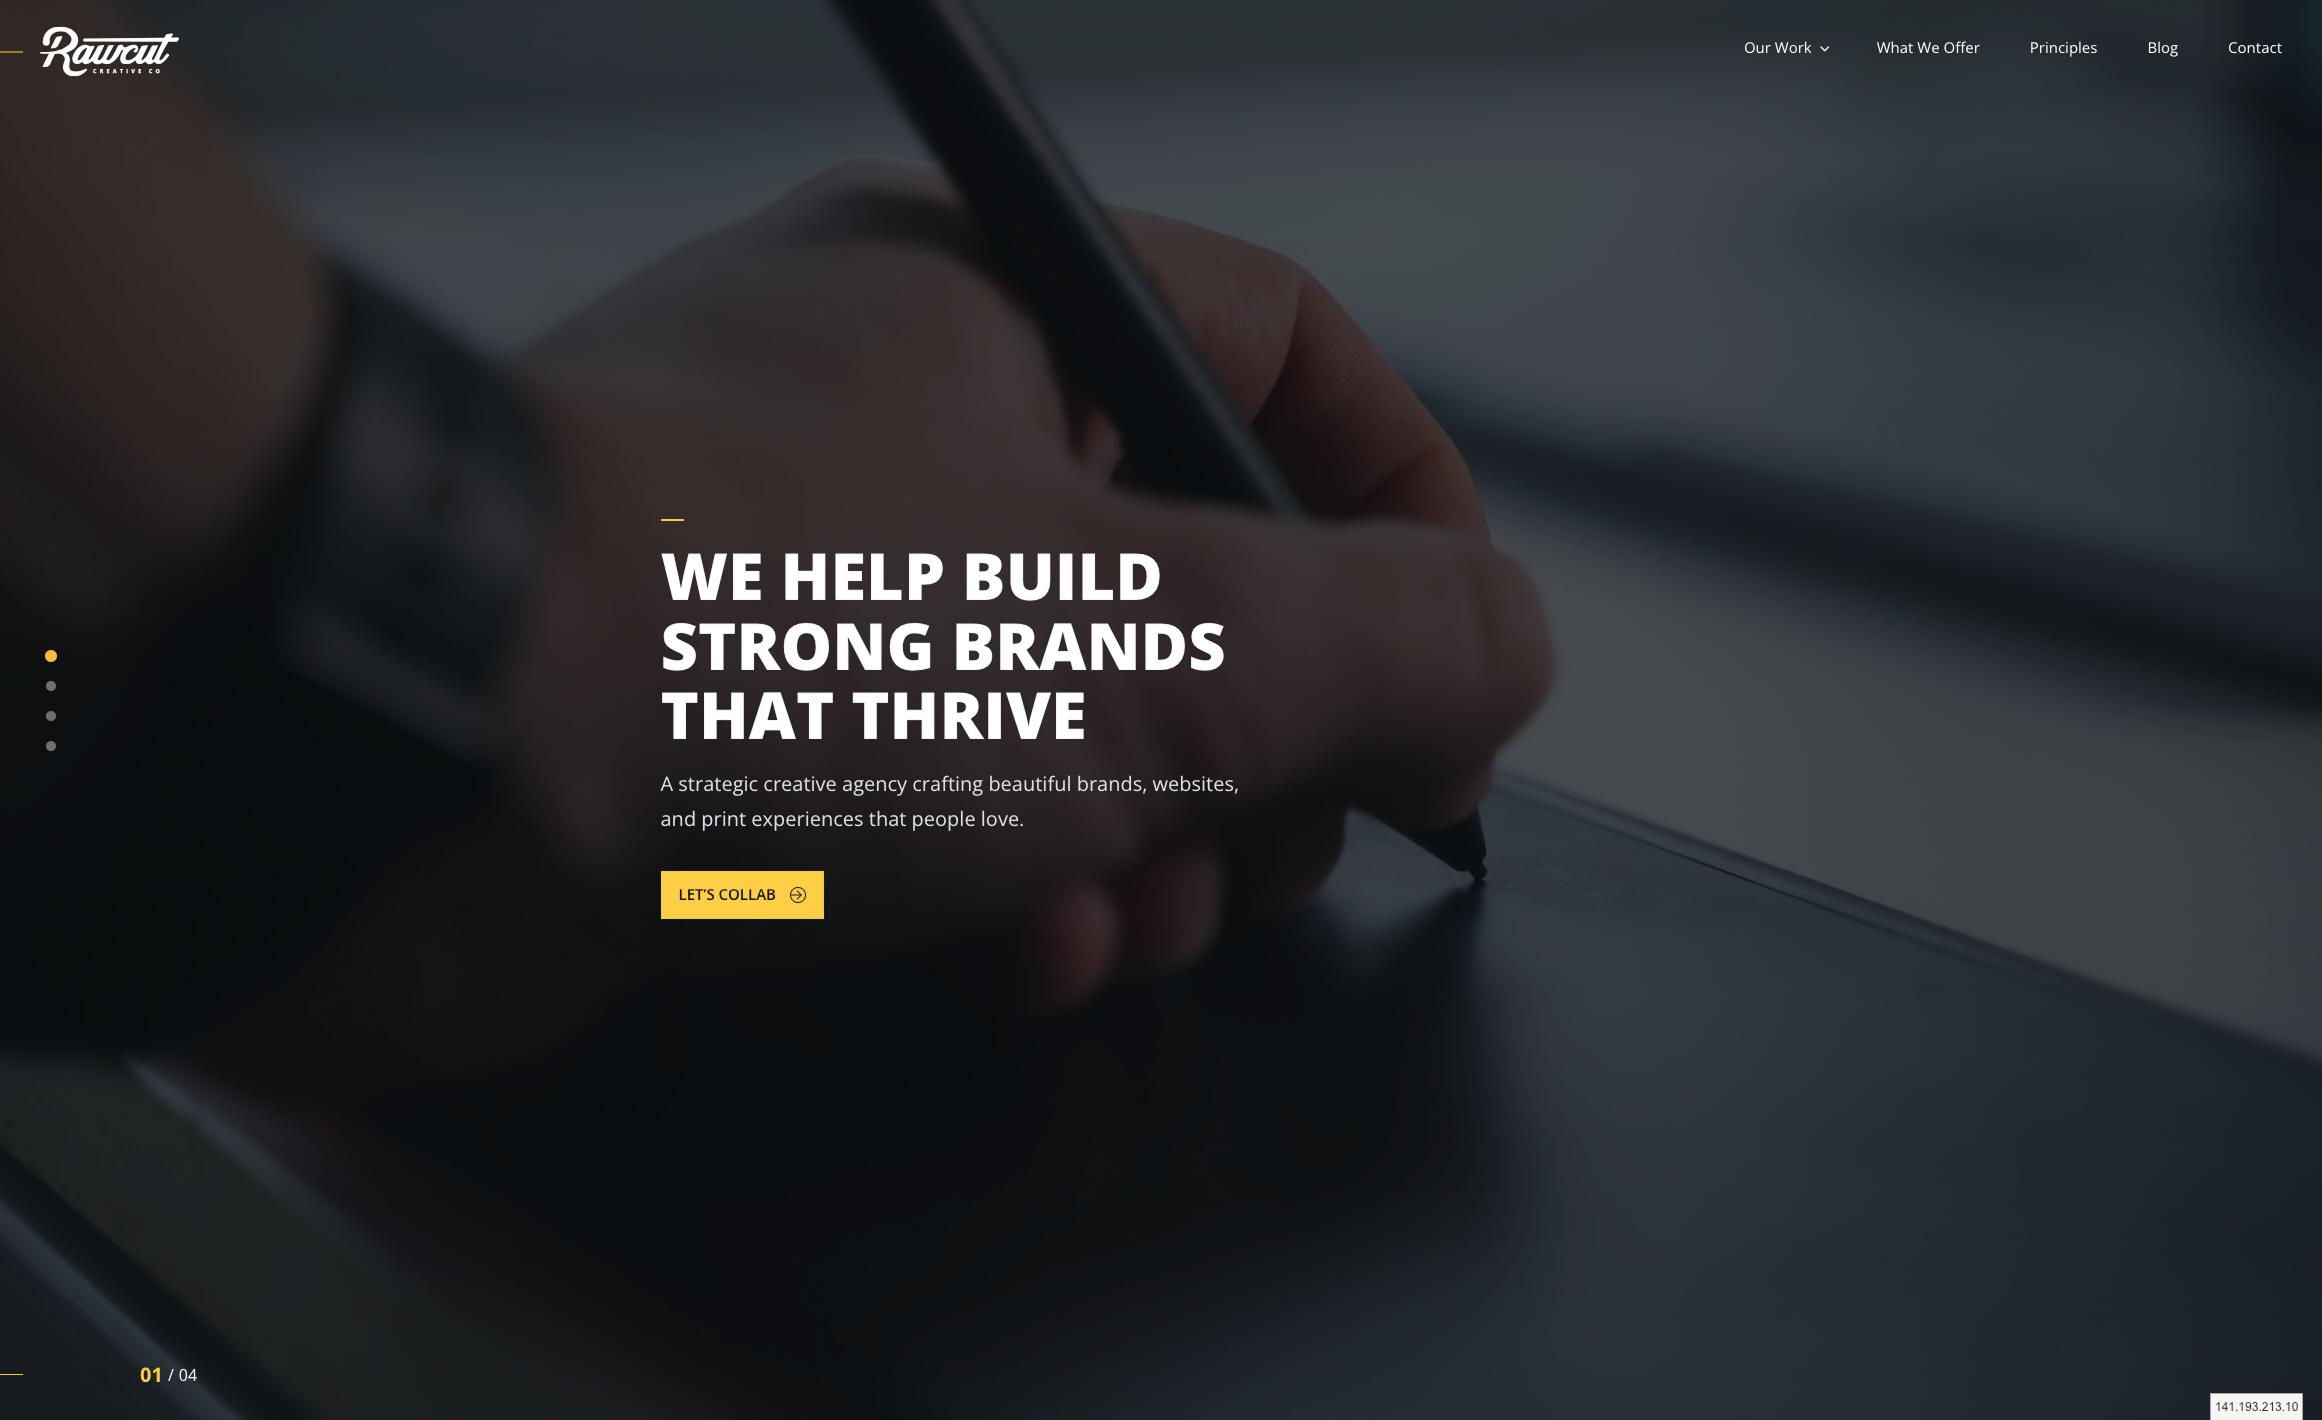 Rawcut
CREATIVE CO
Our Work
What We Offer
Principles
Blog
Contact
WE HELP BUILD
STRONG BRANDS
THAT THRIVE
A strategic creative agency crafting beautiful brands, websites,
and print experiences that people love.
LET'S COLLAB
01 / 04
141.193.213.10